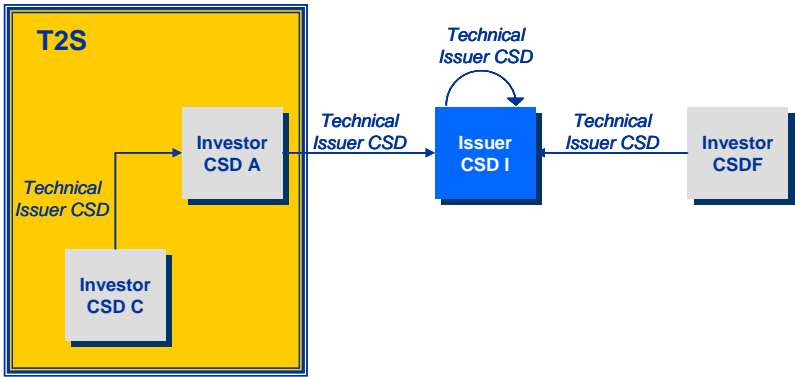 T2S
Technical
Issuer CSD
Investor
CSD A
Technical
Issuer CSD
Issuer
CSD I
Technical
Issuer CSD
Investor
CSDF
Technical
Issuer CSD
Investor
CSD C